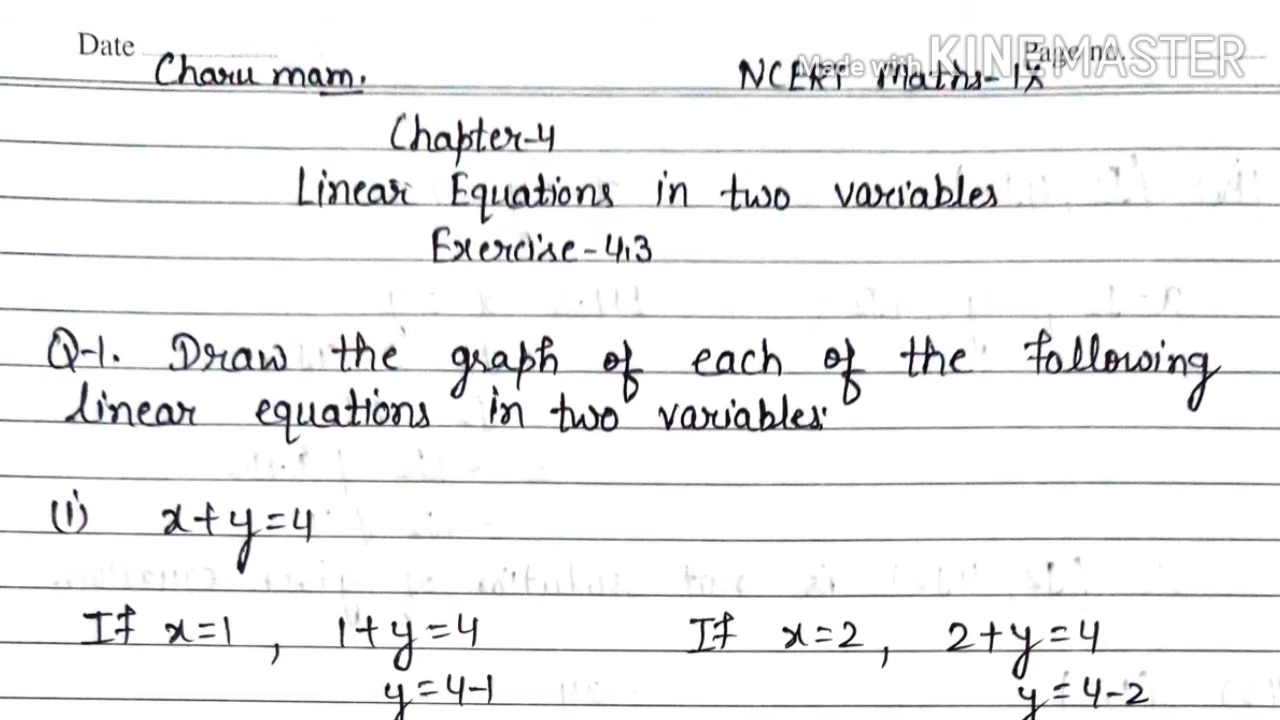 Date
Page no.
Made with KINEMASTER
Charu mam.
NCERT Maths-IX
Chapter-4
Linear Equations in two variables
Exercise-4.3
Q-1. Draw the graph of each of the following
linear equations in two variables:
(i) x+y=4
If x=1, 1+y=4 If x=2, 2+y=4
y=4-1 y=4-2